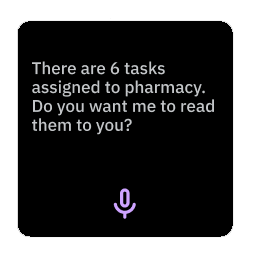 There are 6 tasks
assigned to pharmacy.
Do you want me to read
them to you?